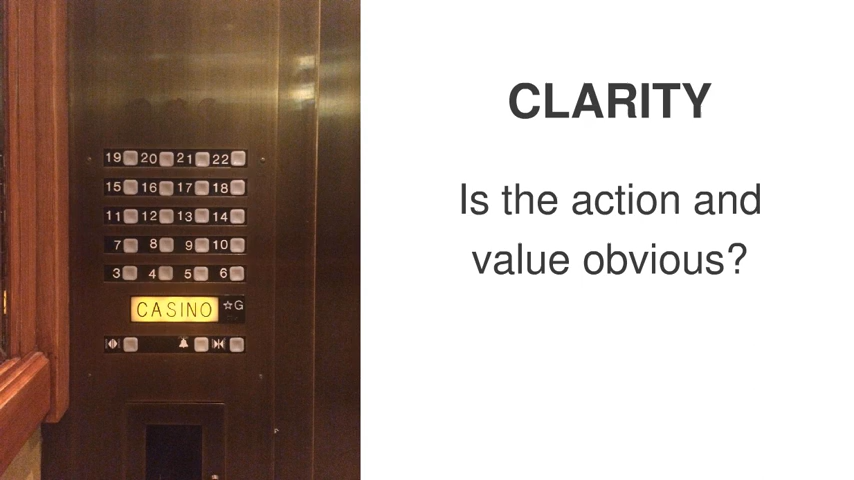 19 20 21 22
15 16 17 18
11 12 13 14
7 8 9 10
3 4 5 6
CASINO ☆G
CLARITY
Is the action and
value obvious?